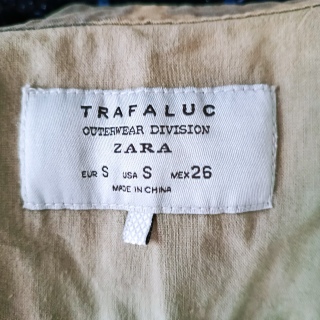 TRAFALUC
OUTERWEAR DIVISION
ZARA
EUR S USA S MEX 26
MADE IN CHINA